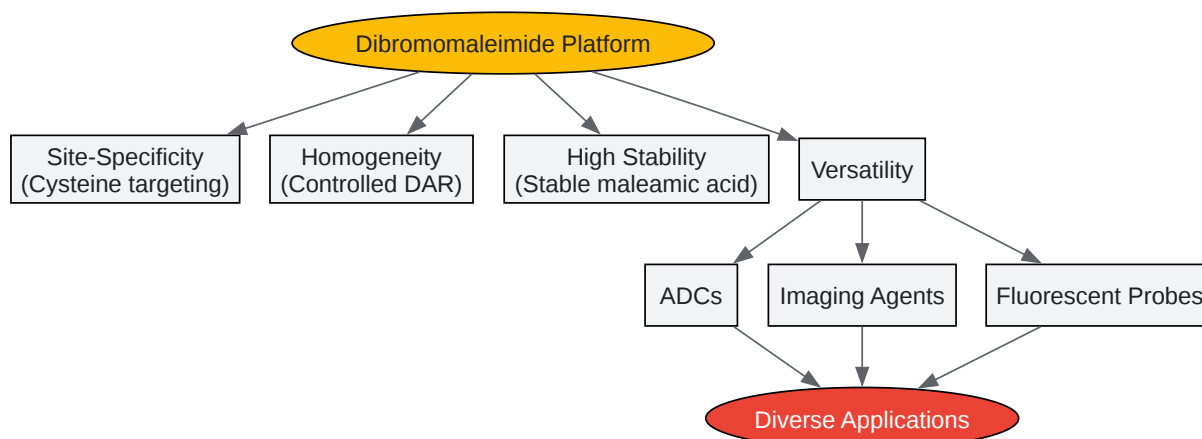 Dibromomaleimide Platform
Site-Specificity
(Cysteine targeting)
Homogeneity
(Controlled DAR)
High Stability
(Stable maleamic acid)
Versatility
ADCs
Imaging Agents
Fluorescent Probes
Diverse Applications